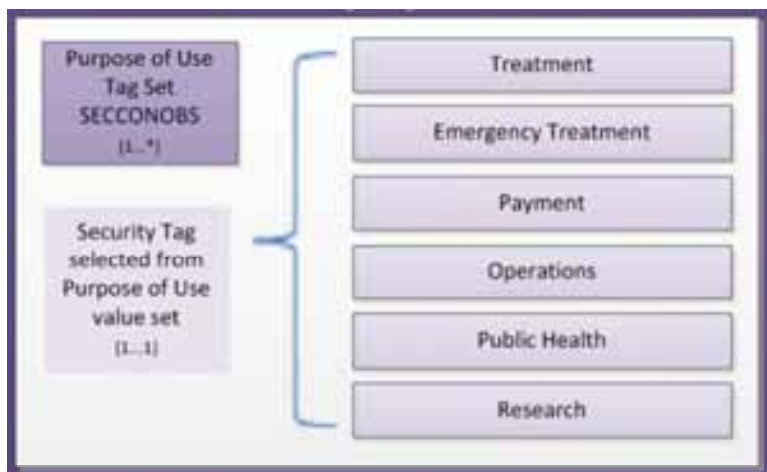 Purpose of Use
Tag Set
SECCONOBS
[1...*]
Security Tag
selected from
Purpose of Use
value set
[1...1]
Treatment
Emergency Treatment
Payment
Operations
Public Health
Research